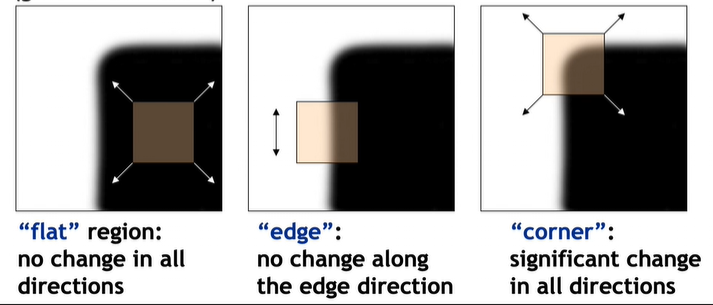 “flat” region:
no change in all
directions
“edge”:
no change along
the edge direction
“corner”:
significant change
in all directions